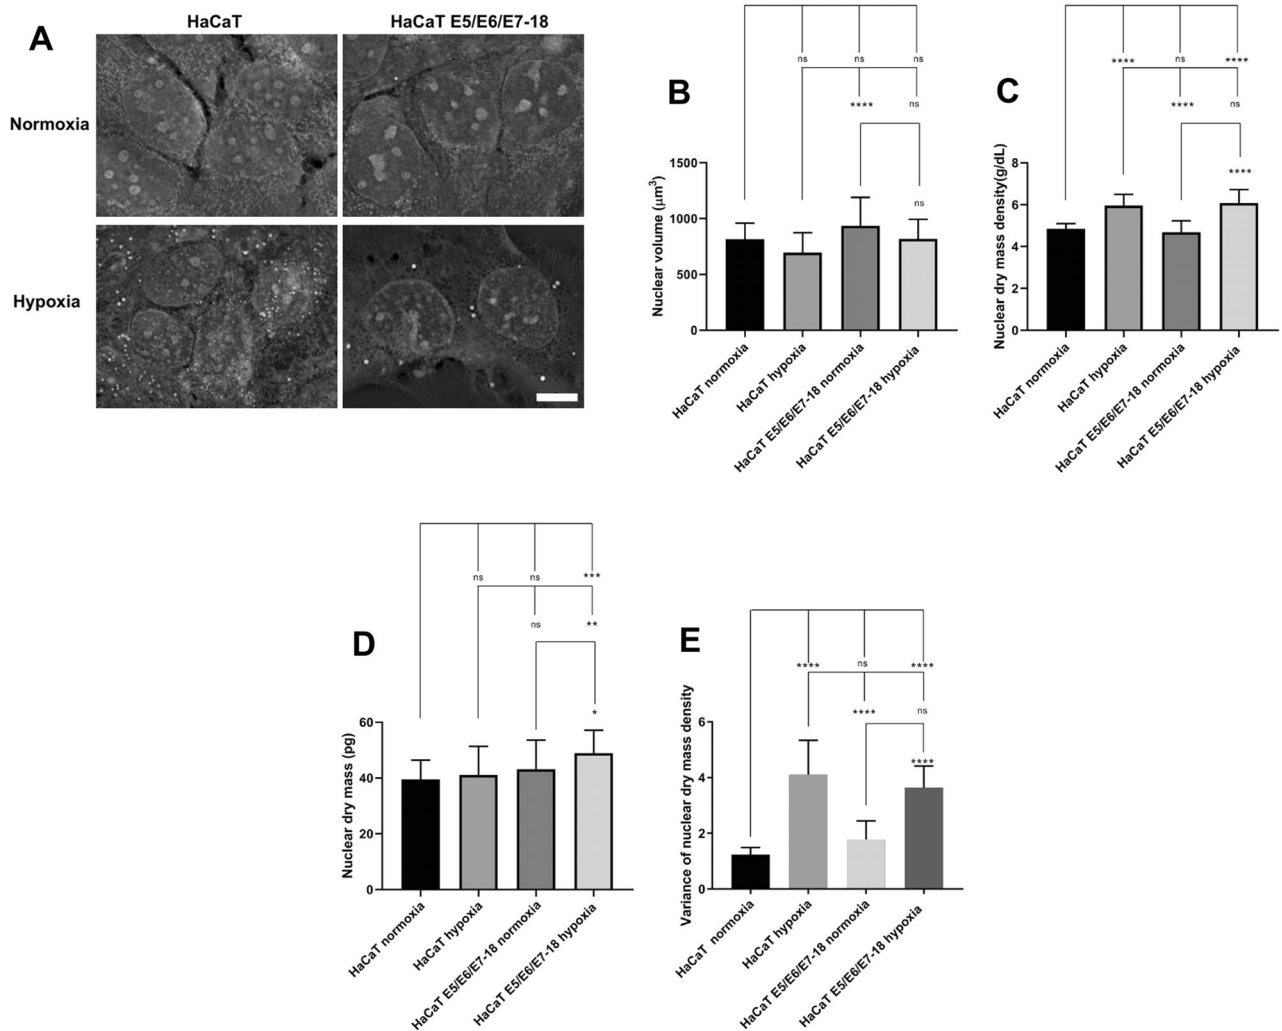 A
HaCaT
HaCaT E5/E6/E7-18
Normoxia
Hypoxia
B
ns
ns
ns
****
ns
ns
Nuclear volume (µm³)
1500
1000
500
0
HaCaT normoxia
HaCaT hypoxia
HaCaT E5/E6/E7-18 normoxia
HaCaT E5/E6/E7-18 hypoxia
C
****
ns
****
****
ns
****
Nuclear dry mass density(g/dL)
8
6
4
2
0
HaCaT normoxia
HaCaT hypoxia
HaCaT E5/E6/E7-18 normoxia
HaCaT E5/E6/E7-18 hypoxia
D
ns
ns
***
ns
**
*
Nuclear dry mass (pg)
60
40
20
0
HaCaT normoxia
HaCaT hypoxia
HaCaT E5/E6/E7-18 normoxia
HaCaT E5/E6/E7-18 hypoxia
E
****
ns
****
****
ns
****
Variance of nuclear dry mass density
6
4
2
0
HaCaT normoxia
HaCaT hypoxia
HaCaT E5/E6/E7-18 normoxia
HaCaT E5/E6/E7-18 hypoxia